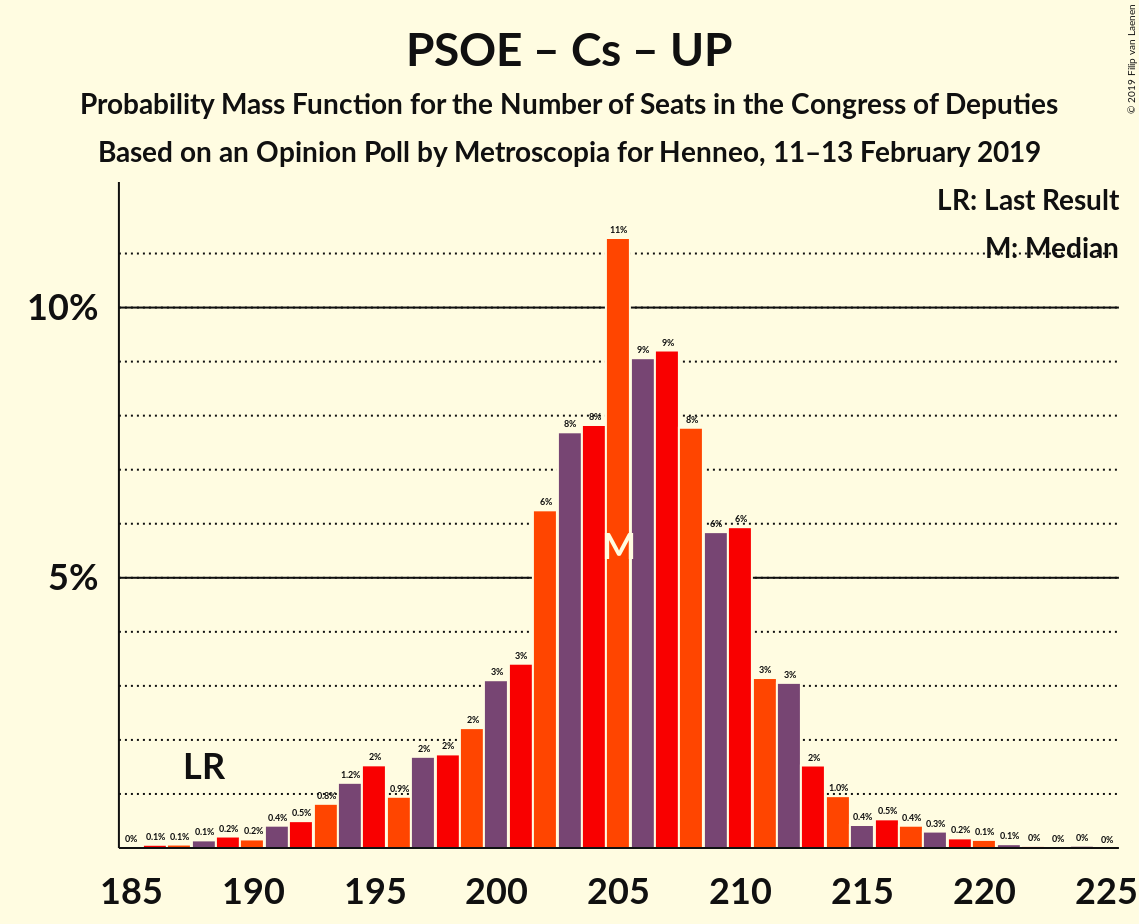 PSOE – Cs – UP
Probability Mass Function for the Number of Seats in the Congress of Deputies
Based on an Opinion Poll by Metroscopia for Henneo, 11–13 February 2019
© 2019 Filip van Laenen
LR: Last Result
M: Median
10%
5%
0% 0.1% 0.1% 0.1% 0.2% 0.2% 0.4% 0.5% 0.8% 1.2% 2% 0.9% 2% 2% 2% 3% 3% 6% 8% 8% 11% 9% 9% 8% 6% 6% 3% 3% 2% 1.0% 0.4% 0.5% 0.4% 0.3% 0.2% 0.1% 0.1% 0% 0% 0% 0%
M
LR
185 190 195 200 205 210 215 220 225